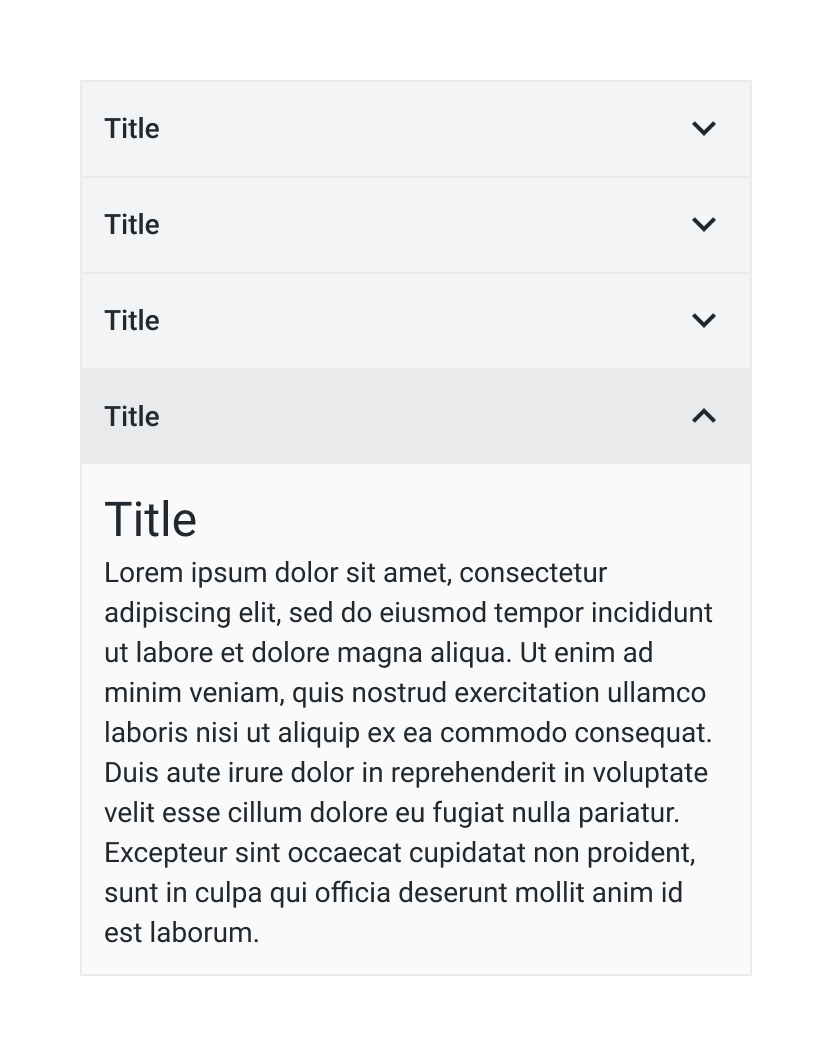 Title
Title
Title
Title
Title
Lorem ipsum dolor sit amet, consectetur
adipiscing elit, sed do eiusmod tempor incididunt
ut labore et dolore magna aliqua. Ut enim ad
minim veniam, quis nostrud exercitation ullamco
laboris nisi ut aliquip ex ea commodo consequat.
Duis aute irure dolor in reprehenderit in voluptate
velit esse cillum dolore eu fugiat nulla pariatur.
Excepteur sint occaecat cupidatat non proident,
sunt in culpa qui officia deserunt mollit anim id
est laborum.